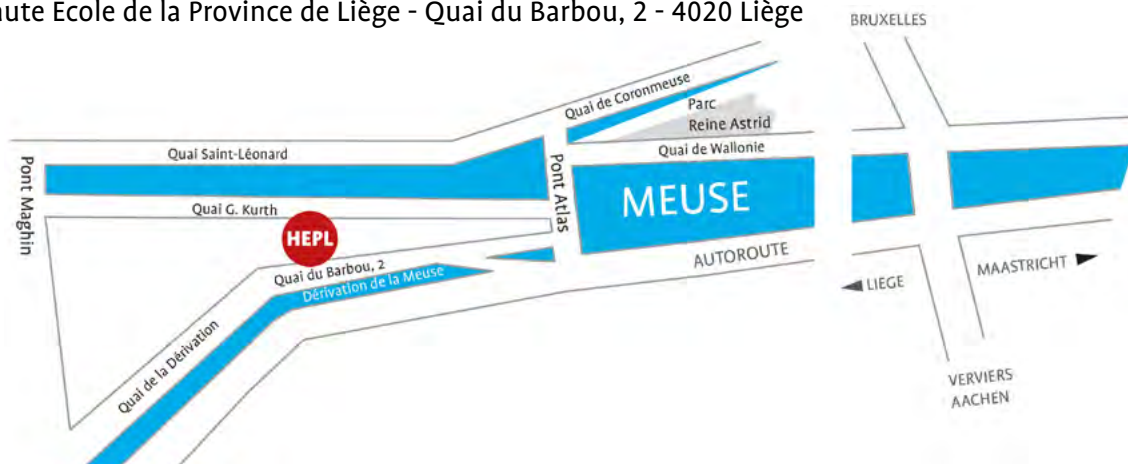 aute Ecole de la Province de Liège - Quai du Barbou, 2 - 4020 Liège
BRUXELLES
Quai de Coronmeuse
Parc
Reine Astrid
Quai Saint-Léonard
Quai de Wallonie
Pont Maghin
Pont Atlas
MEUSE
Quai G. Kurth
HEPL
Quai du Barbou, 2
Dérivation de la Meuse
AUTOROUTE
LIEGE
MAASTRICHT
Quai de la Dérivation
VERVIERS
AACHEN